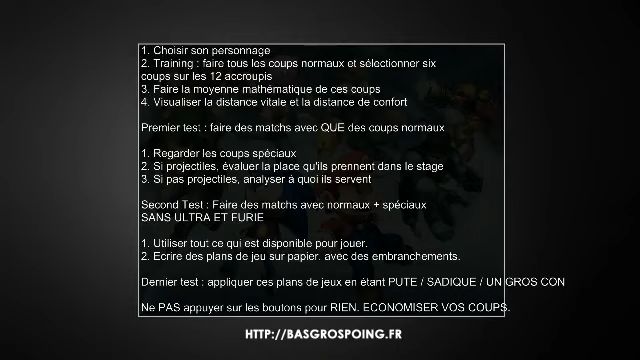 1. Choisir son personnage
2. Training : faire tous les coups normaux et sélectionner six
coups sur les 12 accroupis
3. Faire la moyenne mathématique de ces coups
4. Visualiser la distance vitale et la distance de confort
Premier test : faire des matchs avec QUE des coups normaux
1. Regarder les coups spéciaux
2. Si projectiles, évaluer la place qu'ils prennent dans le stage
3. Si pas projectiles, analyser à quoi ils servent
Second Test : Faire des matchs avec normaux + spéciaux
SANS ULTRA ET FURIE
1. Utiliser tout ce qui est disponible pour jouer.
2. Ecrire des plans de jeu sur papier. avec des embranchements.
Dernier test : appliquer ces plans de jeux en étant PUTE / SADIQUE / UN GROS CON
Ne PAS appuyer sur les boutons pour RIEN. ECONOMISER VOS COUPS.
HTTP://BASGROSPOING.FR